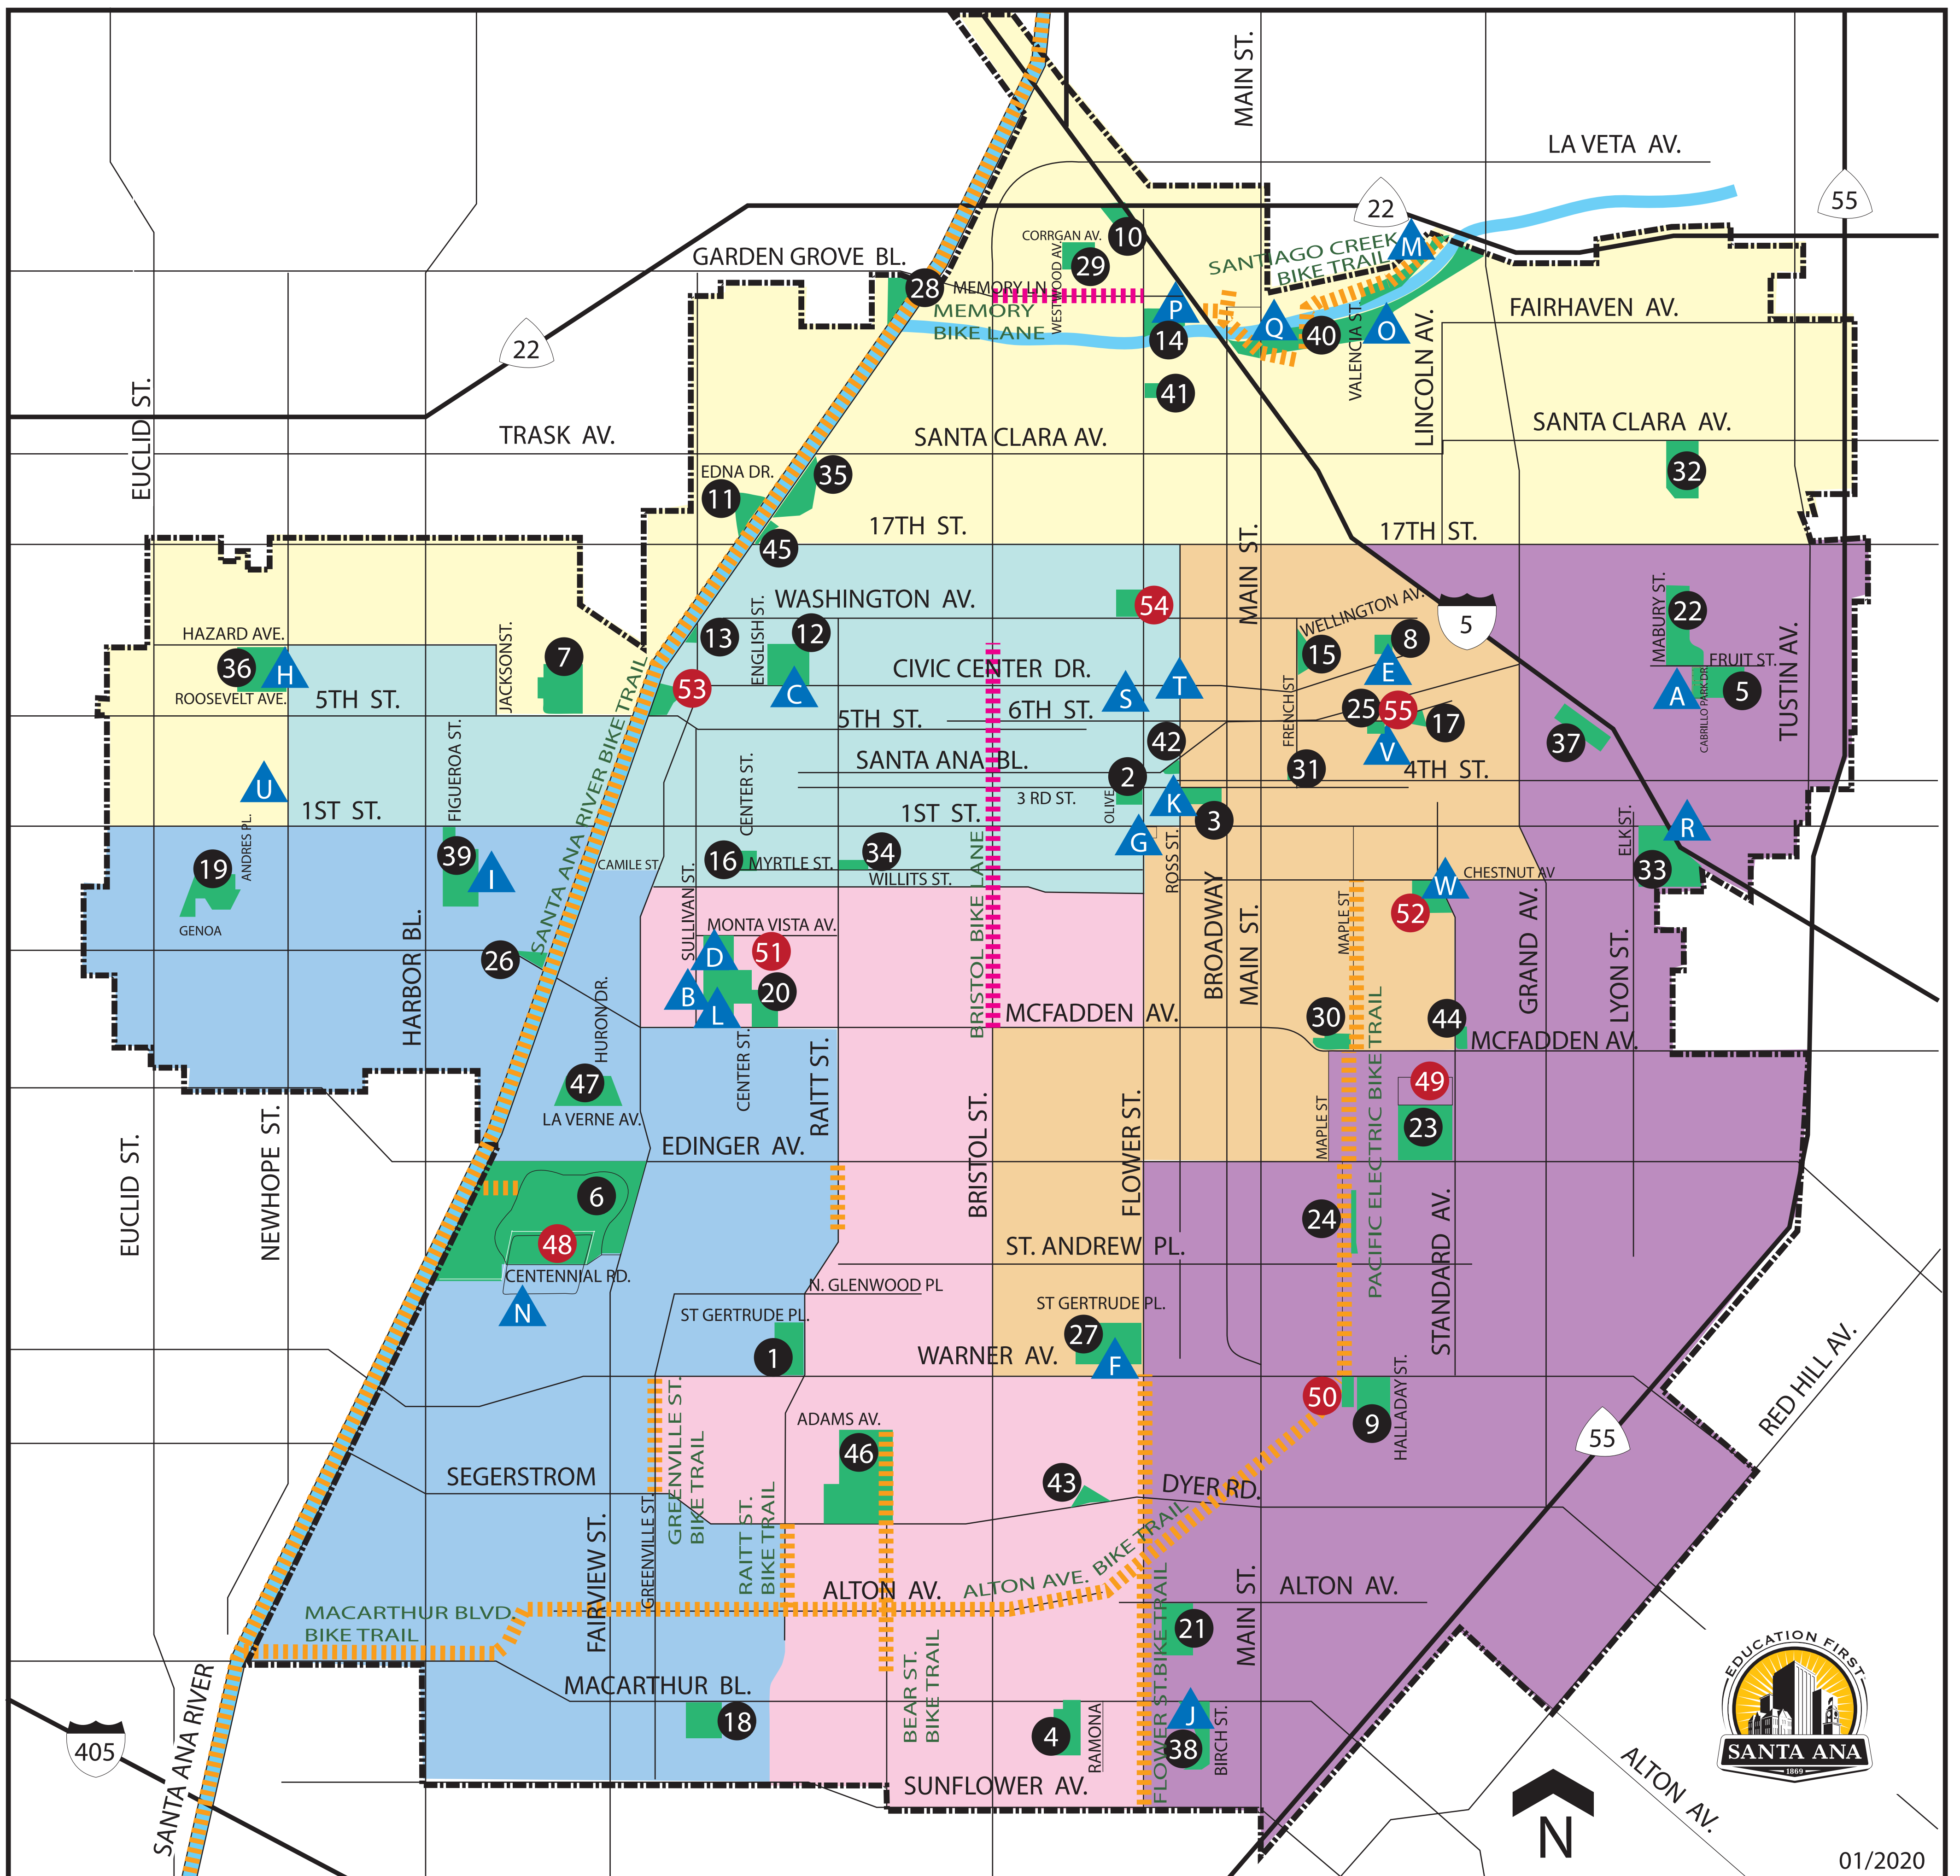 MAIN ST.
LA VETA AV.
22
55
GARDEN GROVE BL.
CORRGAN AV.
10
29
WESTWOOD AV.
SANTIAGO CREEK
BIKE TRAIL
M
28
MEMORY LN
MEMORY
BIKE LANE
P
14
Q
40
VALENCIA ST.
O
FAIRHAVEN AV.
LINCOLN AV.
22
EUCLID ST.
41
TRASK AV.
SANTA CLARA AV.
SANTA CLARA AV.
EDNA DR.
11
35
32
45
17TH ST.
17TH ST.
MAIN ST.
WASHINGTON AV.
54
WELLINGTON AV.
5
MABURY ST.
22
HAZARD AVE.
36
H
ROOSEVELT AVE.
JACKSONST.
7
13
ENGLISH ST.
12
CIVIC CENTER DR.
C
15
8
E
FRUIT ST.
A
CABRILLO PARK DR.
5
TUSTIN AV.
5TH ST.
53
5TH ST.
6TH ST.
S
T
FRENCH ST
25
55
17
V
37
SANTA ANA RIVER BIKE TRAIL
U
FIGUEROA ST.
CENTER ST.
SANTA ANA BL.
42
2
31
4TH ST.
1ST ST.
1ST ST.
3 RD ST.
OLIVE
K
3
G
ROSS ST.
ELK ST.
R
33
19
ANDRES PL.
GENOA
39
I
CAMILE ST
16
MYRTLE ST.
34
WILLITS ST.
BRISTOL BIKE LANE
W
CHESTNUT AV
52
MAPLE ST.
26
HARBOR BL.
SULLIVAN ST.
MONTA VISTA AV.
D
51
B
L
20
MCFADDEN AV.
BROADWAY
MAIN ST.
30
44
MCFADDEN AV.
GRAND AV.
LYON ST.
HURON DR.
47
LA VERNE AV.
CENTER ST.
RAITT ST.
49
23
MAPLE ST
PACIFIC ELECTRIC BIKE TRAIL
EUCLID ST.
NEWHOPE ST.
EDINGER AV.
BRISTOL ST.
FLOWER ST.
6
48
CENTENNIAL RD.
N
24
ST. ANDREW PL.
STANDARD AV.
N. GLENWOOD PL
ST GERTRUDE PL.
1
ST GERTRUDE PL.
27
F
WARNER AV.
50
9
HALLADAY ST.
RED HILL AV.
55
GREENVILLE ST.
BIKE TRAIL
ADAMS AV.
46
43
DYER RD.
SEGERSTROM
FAIRVIEW ST.
GREENVILLE ST.
RAITT ST.
BIKE TRAIL
ALTON AV.
ALTON AVE. BIKE TRAIL
ALTON AV.
MACARTHUR BLVD.
BIKE TRAIL
21
MAIN ST.
FLOWER ST.BIKE TRAIL
MACARTHUR BL.
18
BEAR ST.
BIKE TRAIL
4
RAMONA
J
38
BIRCH ST.
SUNFLOWER AV.
SANTA ANA RIVER
405
ALTON AV.
N
EDUCATION FIRST
SANTA ANA
1869
01/2020